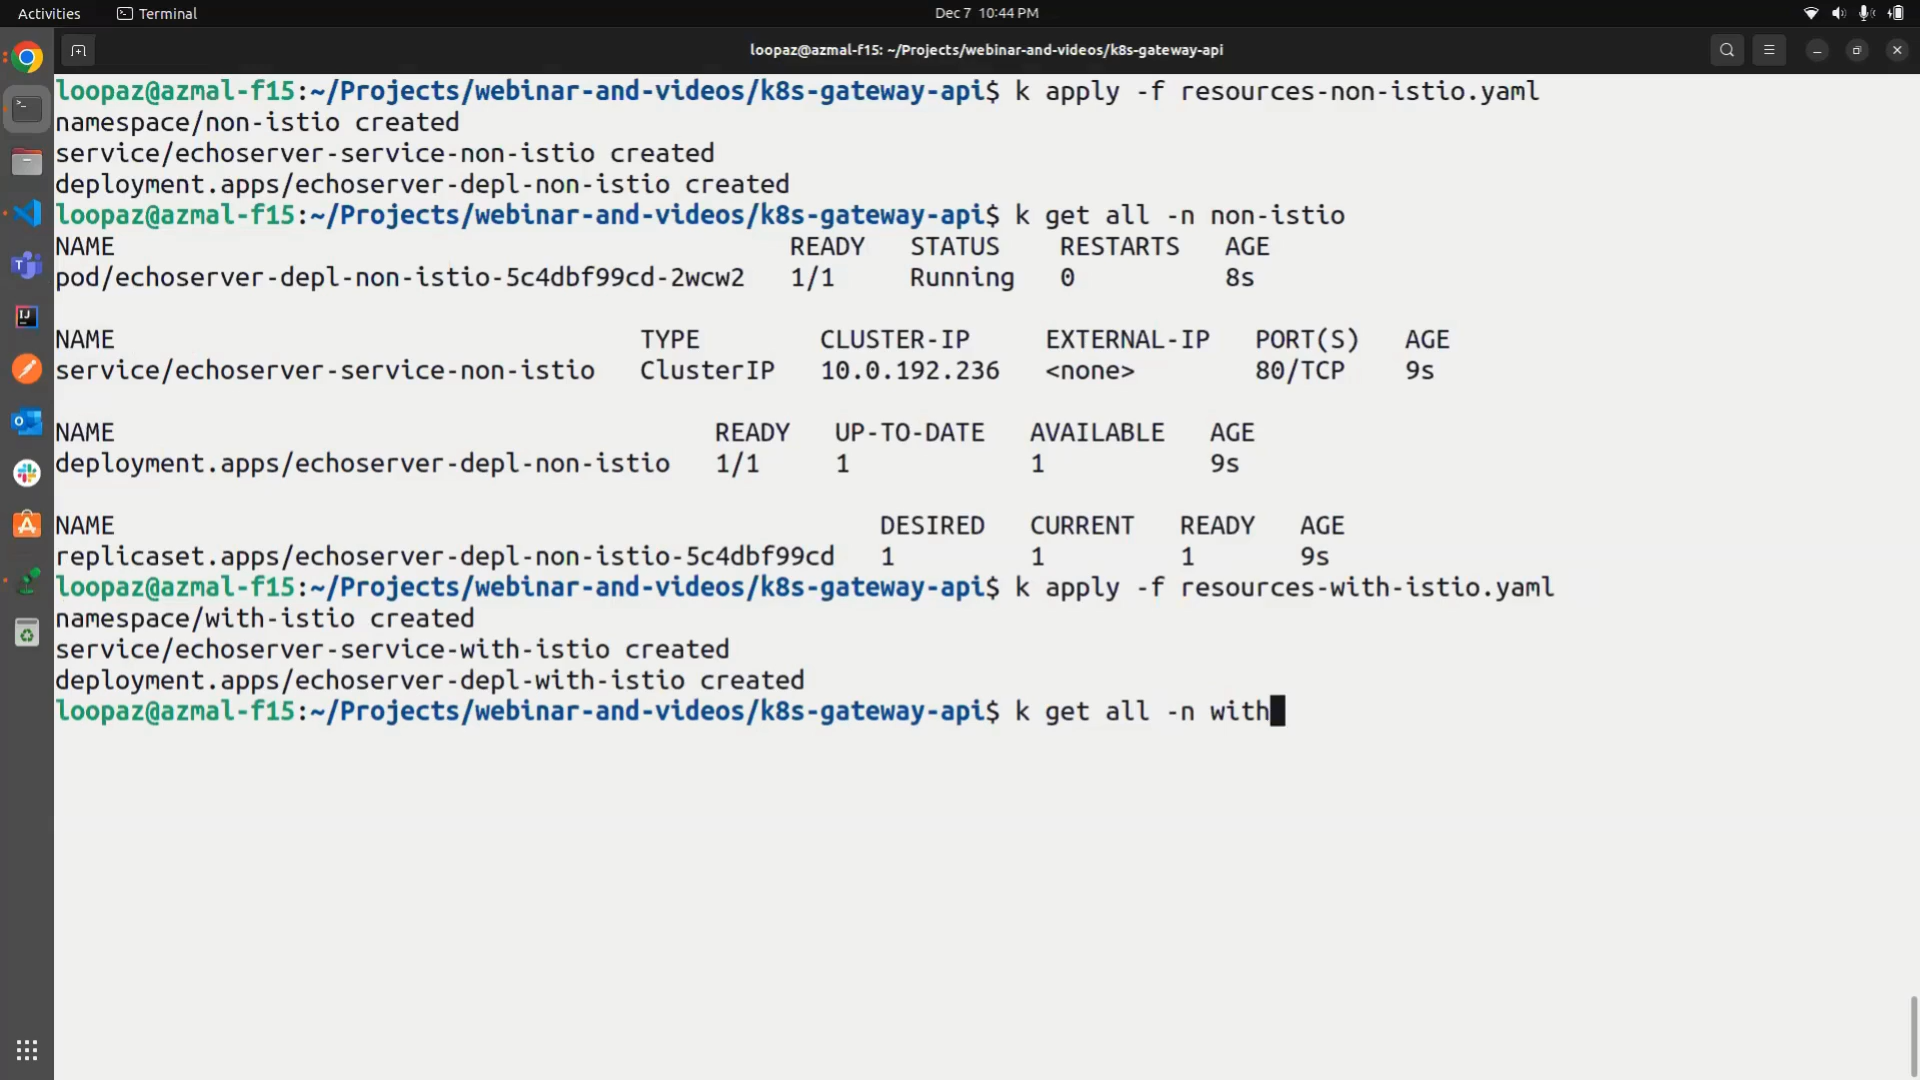 Activities Terminal Dec 7 10:44 PM
loopaz@azmal-f15: ~/Projects/webinar-and-videos/k8s-gateway-api
loopaz@azmal-f15:~/Projects/webinar-and-videos/k8s-gateway-api$ k apply -f resources-non-istio.yaml
namespace/non-istio created
service/echoserver-service-non-istio created
deployment.apps/echoserver-depl-non-istio created
loopaz@azmal-f15:~/Projects/webinar-and-videos/k8s-gateway-api$ k get all -n non-istio
NAME READY STATUS RESTARTS AGE
pod/echoserver-depl-non-istio-5c4dbf99cd-2wcw2 1/1 Running 0 8s
NAME TYPE CLUSTER-IP EXTERNAL-IP PORT(S) AGE
service/echoserver-service-non-istio ClusterIP 10.0.192.236 <none> 80/TCP 9s
NAME READY UP-TO-DATE AVAILABLE AGE
deployment.apps/echoserver-depl-non-istio 1/1 1 1 9s
NAME DESIRED CURRENT READY AGE
replicaset.apps/echoserver-depl-non-istio-5c4dbf99cd 1 1 1 9s
loopaz@azmal-f15:~/Projects/webinar-and-videos/k8s-gateway-api$ k apply -f resources-with-istio.yaml
namespace/with-istio created
service/echoserver-service-with-istio created
deployment.apps/echoserver-depl-with-istio created
loopaz@azmal-f15:~/Projects/webinar-and-videos/k8s-gateway-api$ k get all -n with